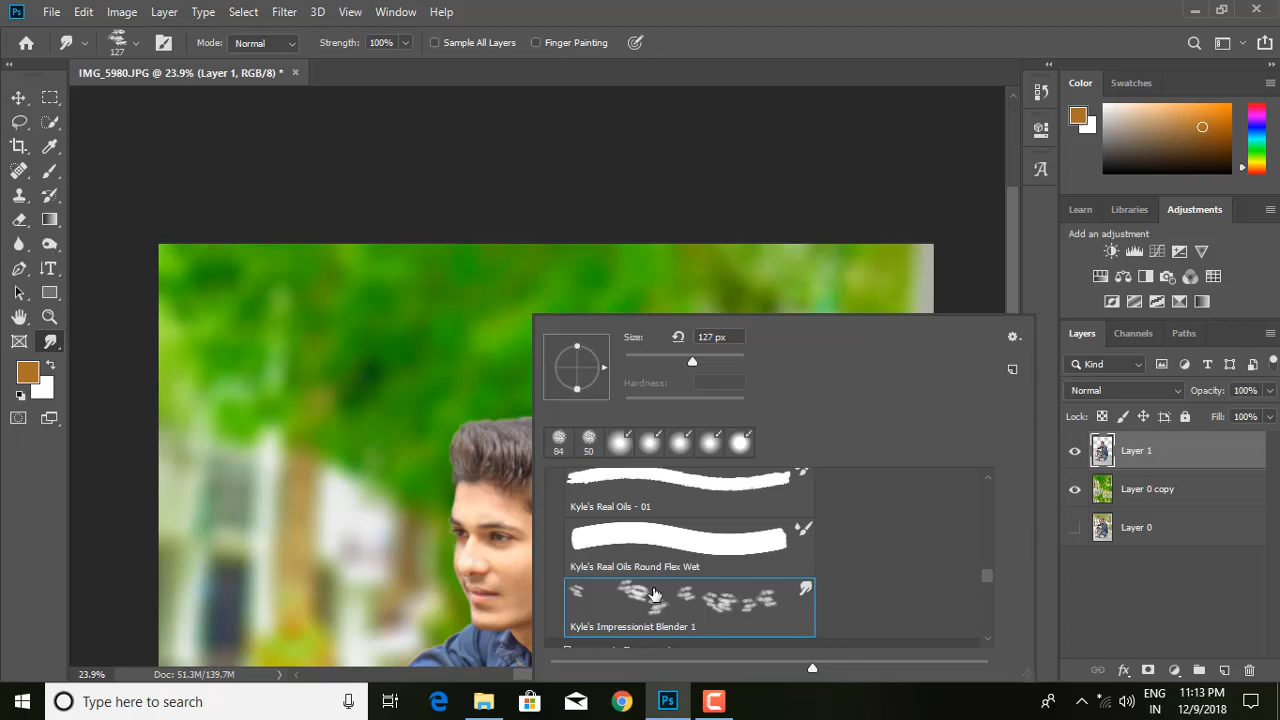 Ps File Edit Image Layer Type Select Filter 3D View Window Help
127 Mode: Normal Strength: 100% Sample All Layers Finger Painting
IMG_5980.JPG @ 23.9% (Layer 1, RGB/8) * ×
Color Swatches
Learn Libraries Adjustments
Add an adjustment
Layers Channels Paths
Kind
Normal Opacity: 100%
Lock: Fill: 100%
Layer 1
Layer 0 copy
Layer 0
Size: 127 px
Hardness:
84 50
Kyle's Real Oils - 01
Kyle's Real Oils Round Flex Wet
Kyle's Impressionist Blender 1
23.9% Doc: 51.3M/139.7M
Type here to search
Ps
ENG
IN
11:13 PM
12/9/2018